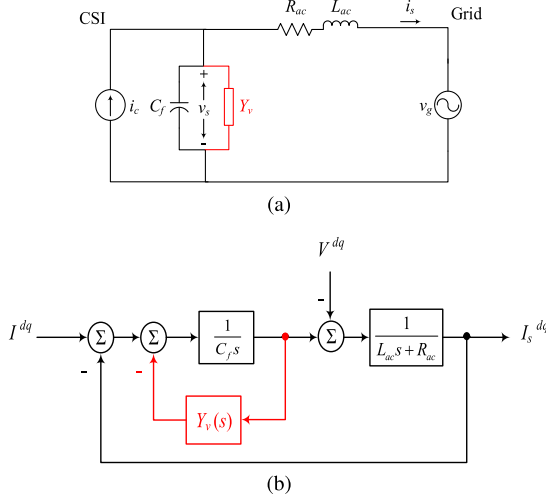 CSI
R_ac L_ac i_s Grid
i_c C_f + v_s - Y_v v_g
(a)
V^dq
-
I^dq Σ Σ 1/(C_f s) Σ 1/(L_ac s + R_ac) I_s^dq
- -
Y_v(s)
(b)